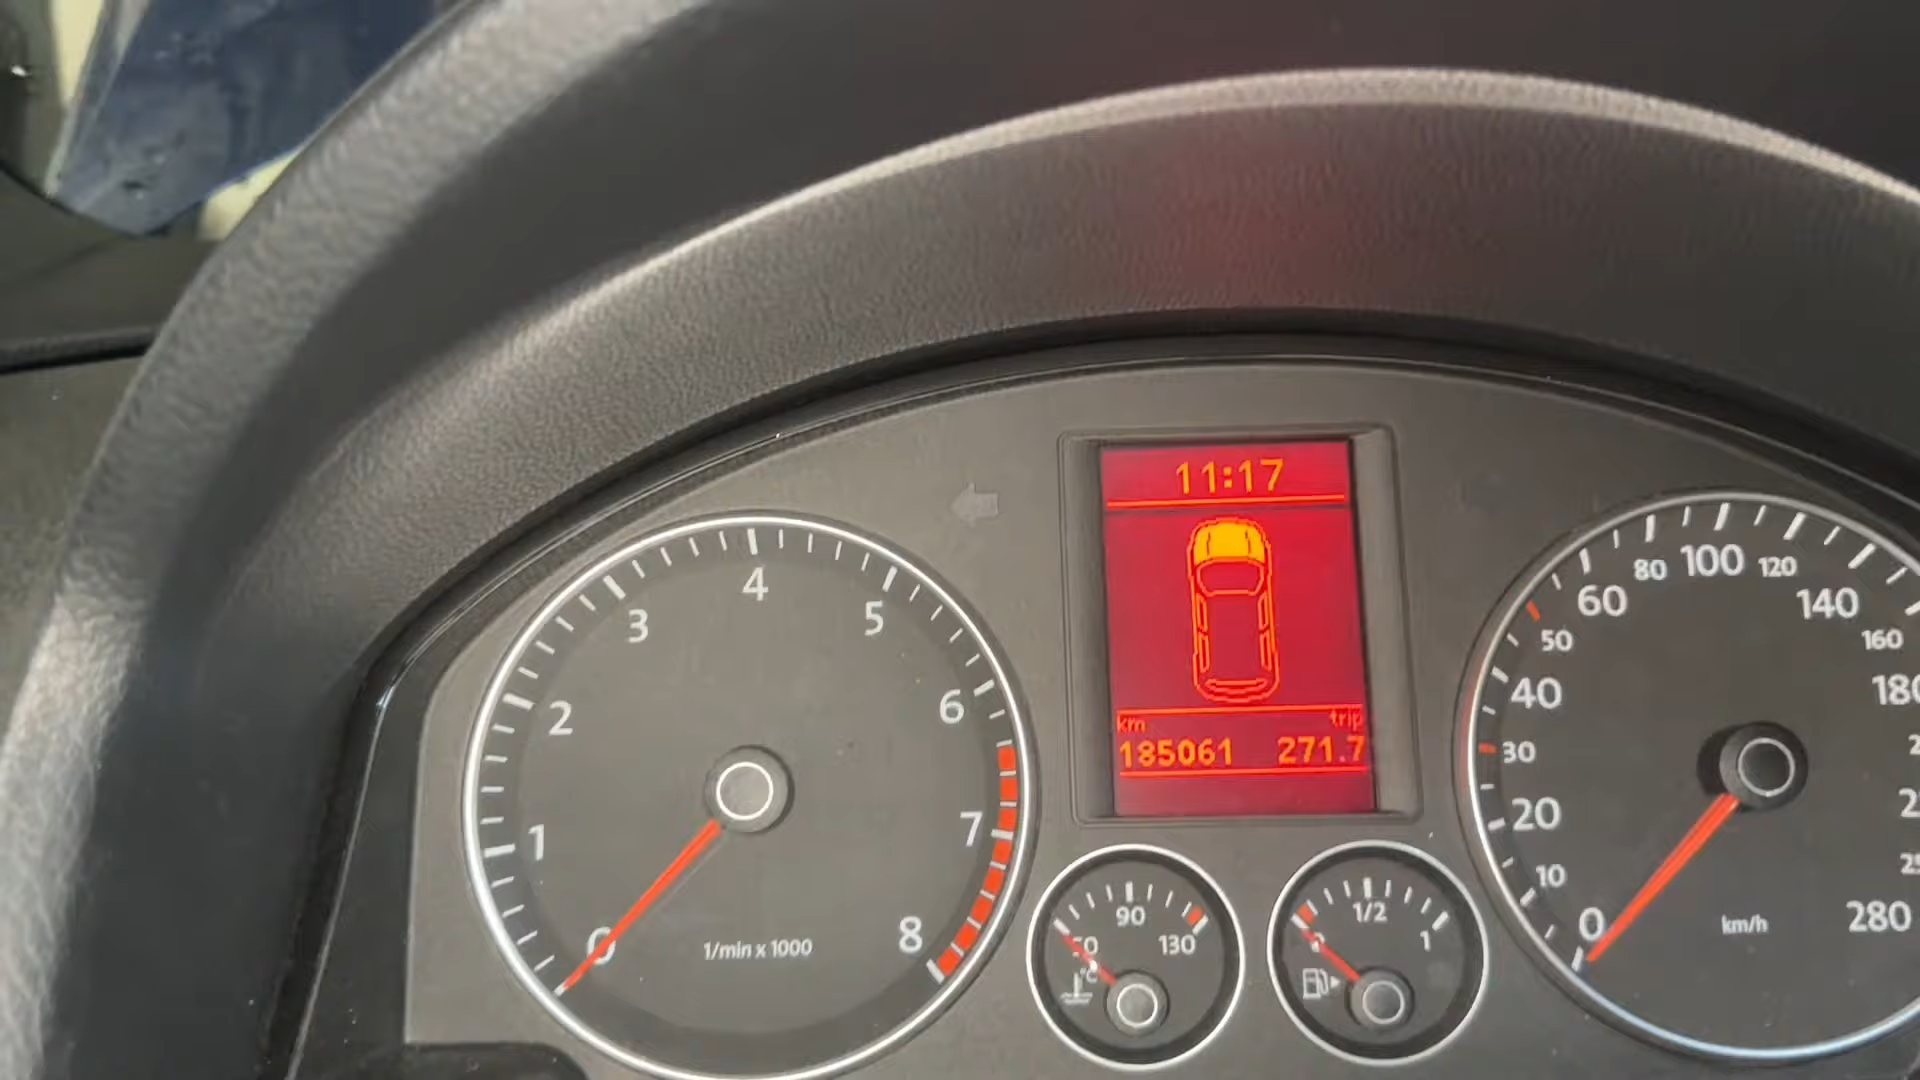 11:17
km trip
185061 271.7
0 1 2 3 4 5 6 7 8
1/min x 1000
90
130
°C
0 1/2 1
0 10 20 30 40 50 60 80 100 120 140 160
280
km/h